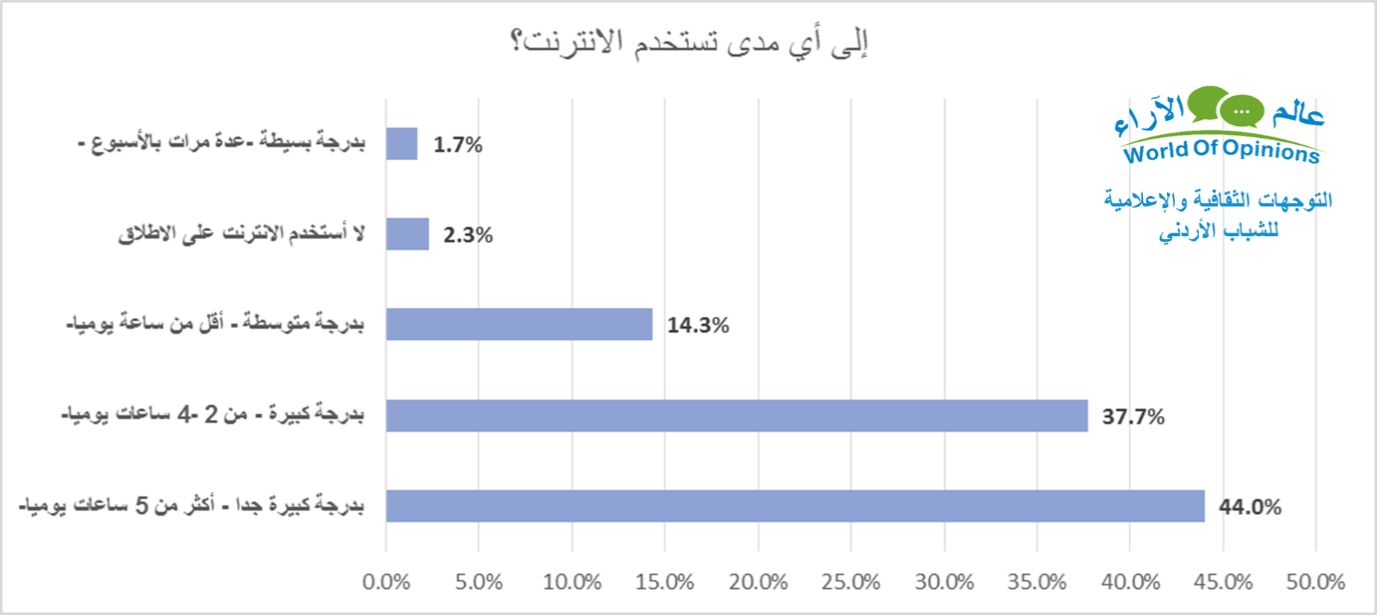 إلى أي مدى تستخدم الانترنت؟
عالم الآراء
World Of Opinions
التوجهات الثقافية والإعلامية
للشباب الأردني
بدرجة بسيطة -عدة مرات بالأسبوع -
1.7%
لا أستخدم الانترنت على الاطلاق
2.3%
بدرجة متوسطة - أقل من ساعة يوميا-
14.3%
بدرجة كبيرة - من 2 -4 ساعات يوميا-
37.7%
بدرجة كبيرة جدا - أكثر من 5 ساعات يوميا-
44.0%
0.0% 5.0% 10.0% 15.0% 20.0% 25.0% 30.0% 35.0% 40.0% 45.0% 50.0%